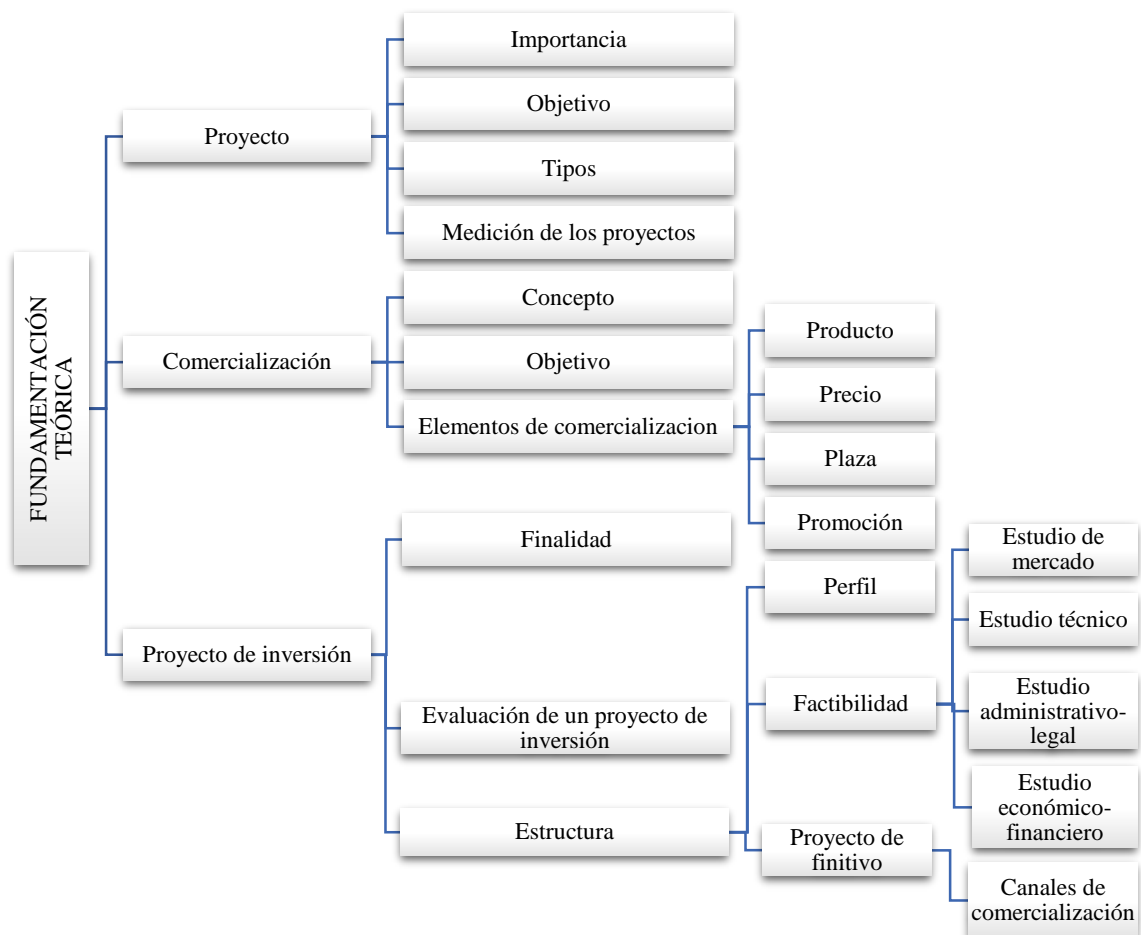 FUNDAMENTACIÓN
TEÓRICA
Proyecto
Importancia
Objetivo
Tipos
Medición de los proyectos
Comercialización
Concepto
Objetivo
Elementos de comercializacion
Producto
Precio
Plaza
Promoción
Proyecto de inversión
Finalidad
Evaluación de un proyecto de
inversión
Estructura
Perfil
Factibilidad
Estudio de
mercado
Estudio técnico
Estudio
administrativo-
legal
Estudio
económico-
financiero
Proyecto de
finitivo
Canales de
comercialización